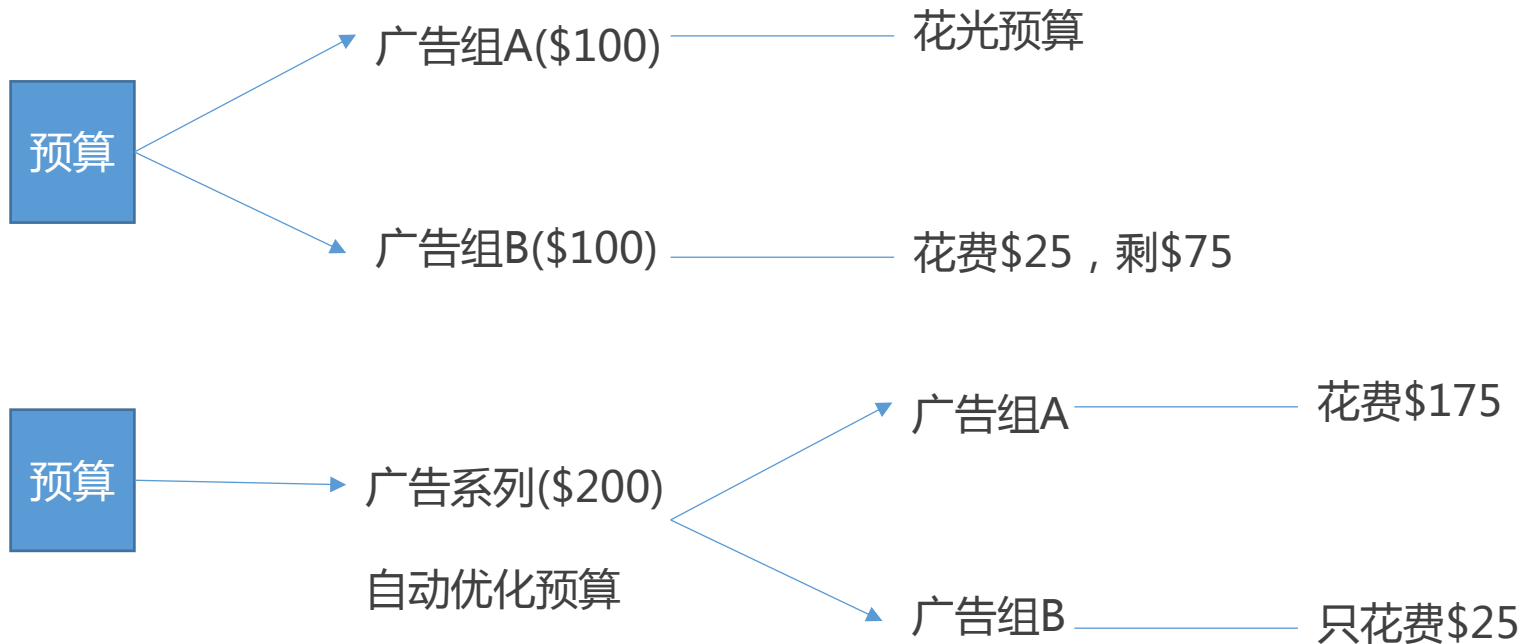 广告组A($100)
花光预算
预算
广告组B($100)
花费$25，剩$75
广告组A
花费$175
预算
广告系列($200)
自动优化预算
广告组B
只花费$25